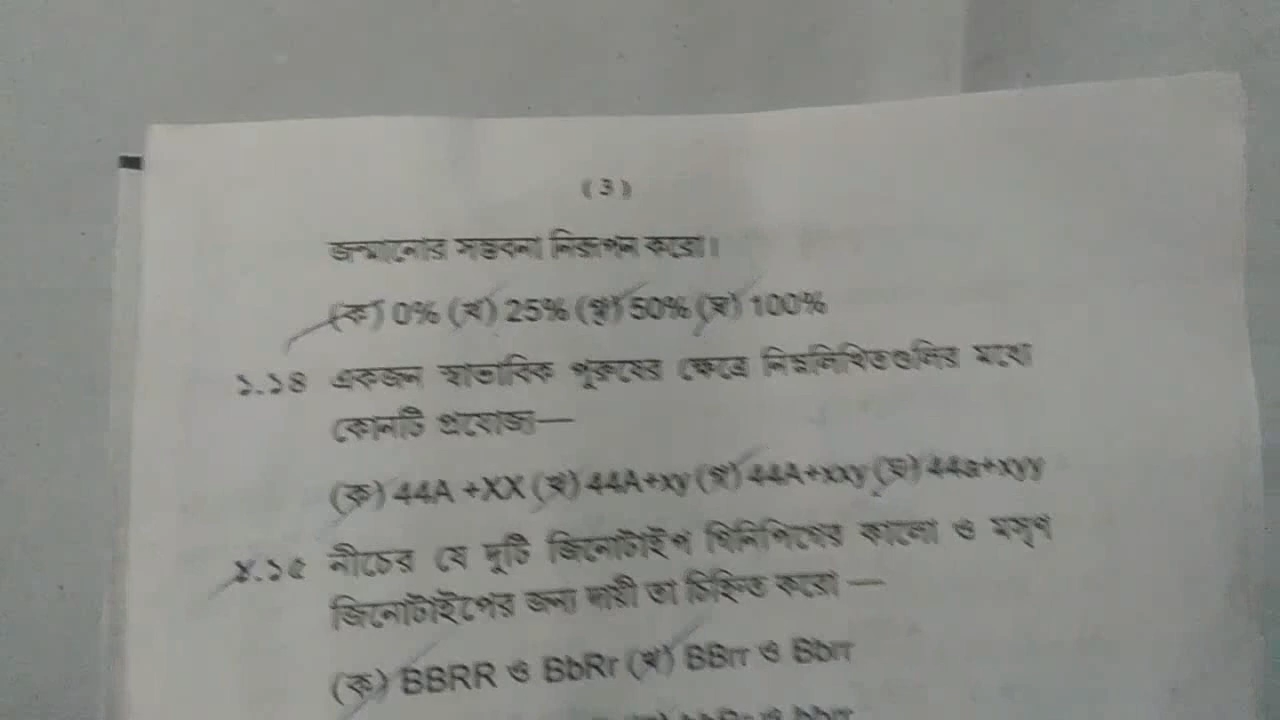 ( 3 )
জন্মানোর সম্ভবনা নিরূপন করো।
(ক) 0% (খ) 25% (গ) 50% (ঘ) 100%
১.১৪ একজন স্বাভাবিক পুরুষের ক্ষেত্রে নিম্নলিখিতগুলির মধ্যে
কোনটি প্রযোজ্য—
(ক) 44A +XX (খ) 44A+xy (গ) 44A+xxy (ঘ) 44a+xyy
১.১৫ নীচের যে দুটি জিনোটাইপ গিনিপিগের কালো ও মসৃণ
জিনোটাইপের জন্য দায়ী তা চিহ্নিত করো —
(ক) BBRR ও BbRr (খ) BBrr ও Bbrr